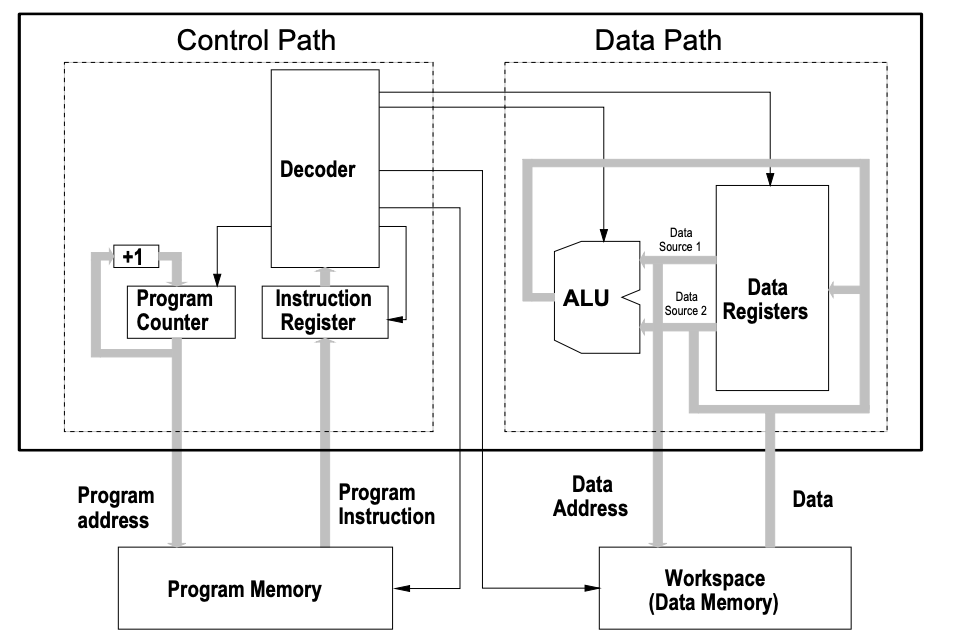 Control Path
Data Path
Decoder
Data
Source 1
+1
Program
Counter
Instruction
Register
ALU
Data
Source 2
Data
Registers
Program
address
Program
Instruction
Data
Address
Data
Program Memory
Workspace
(Data Memory)